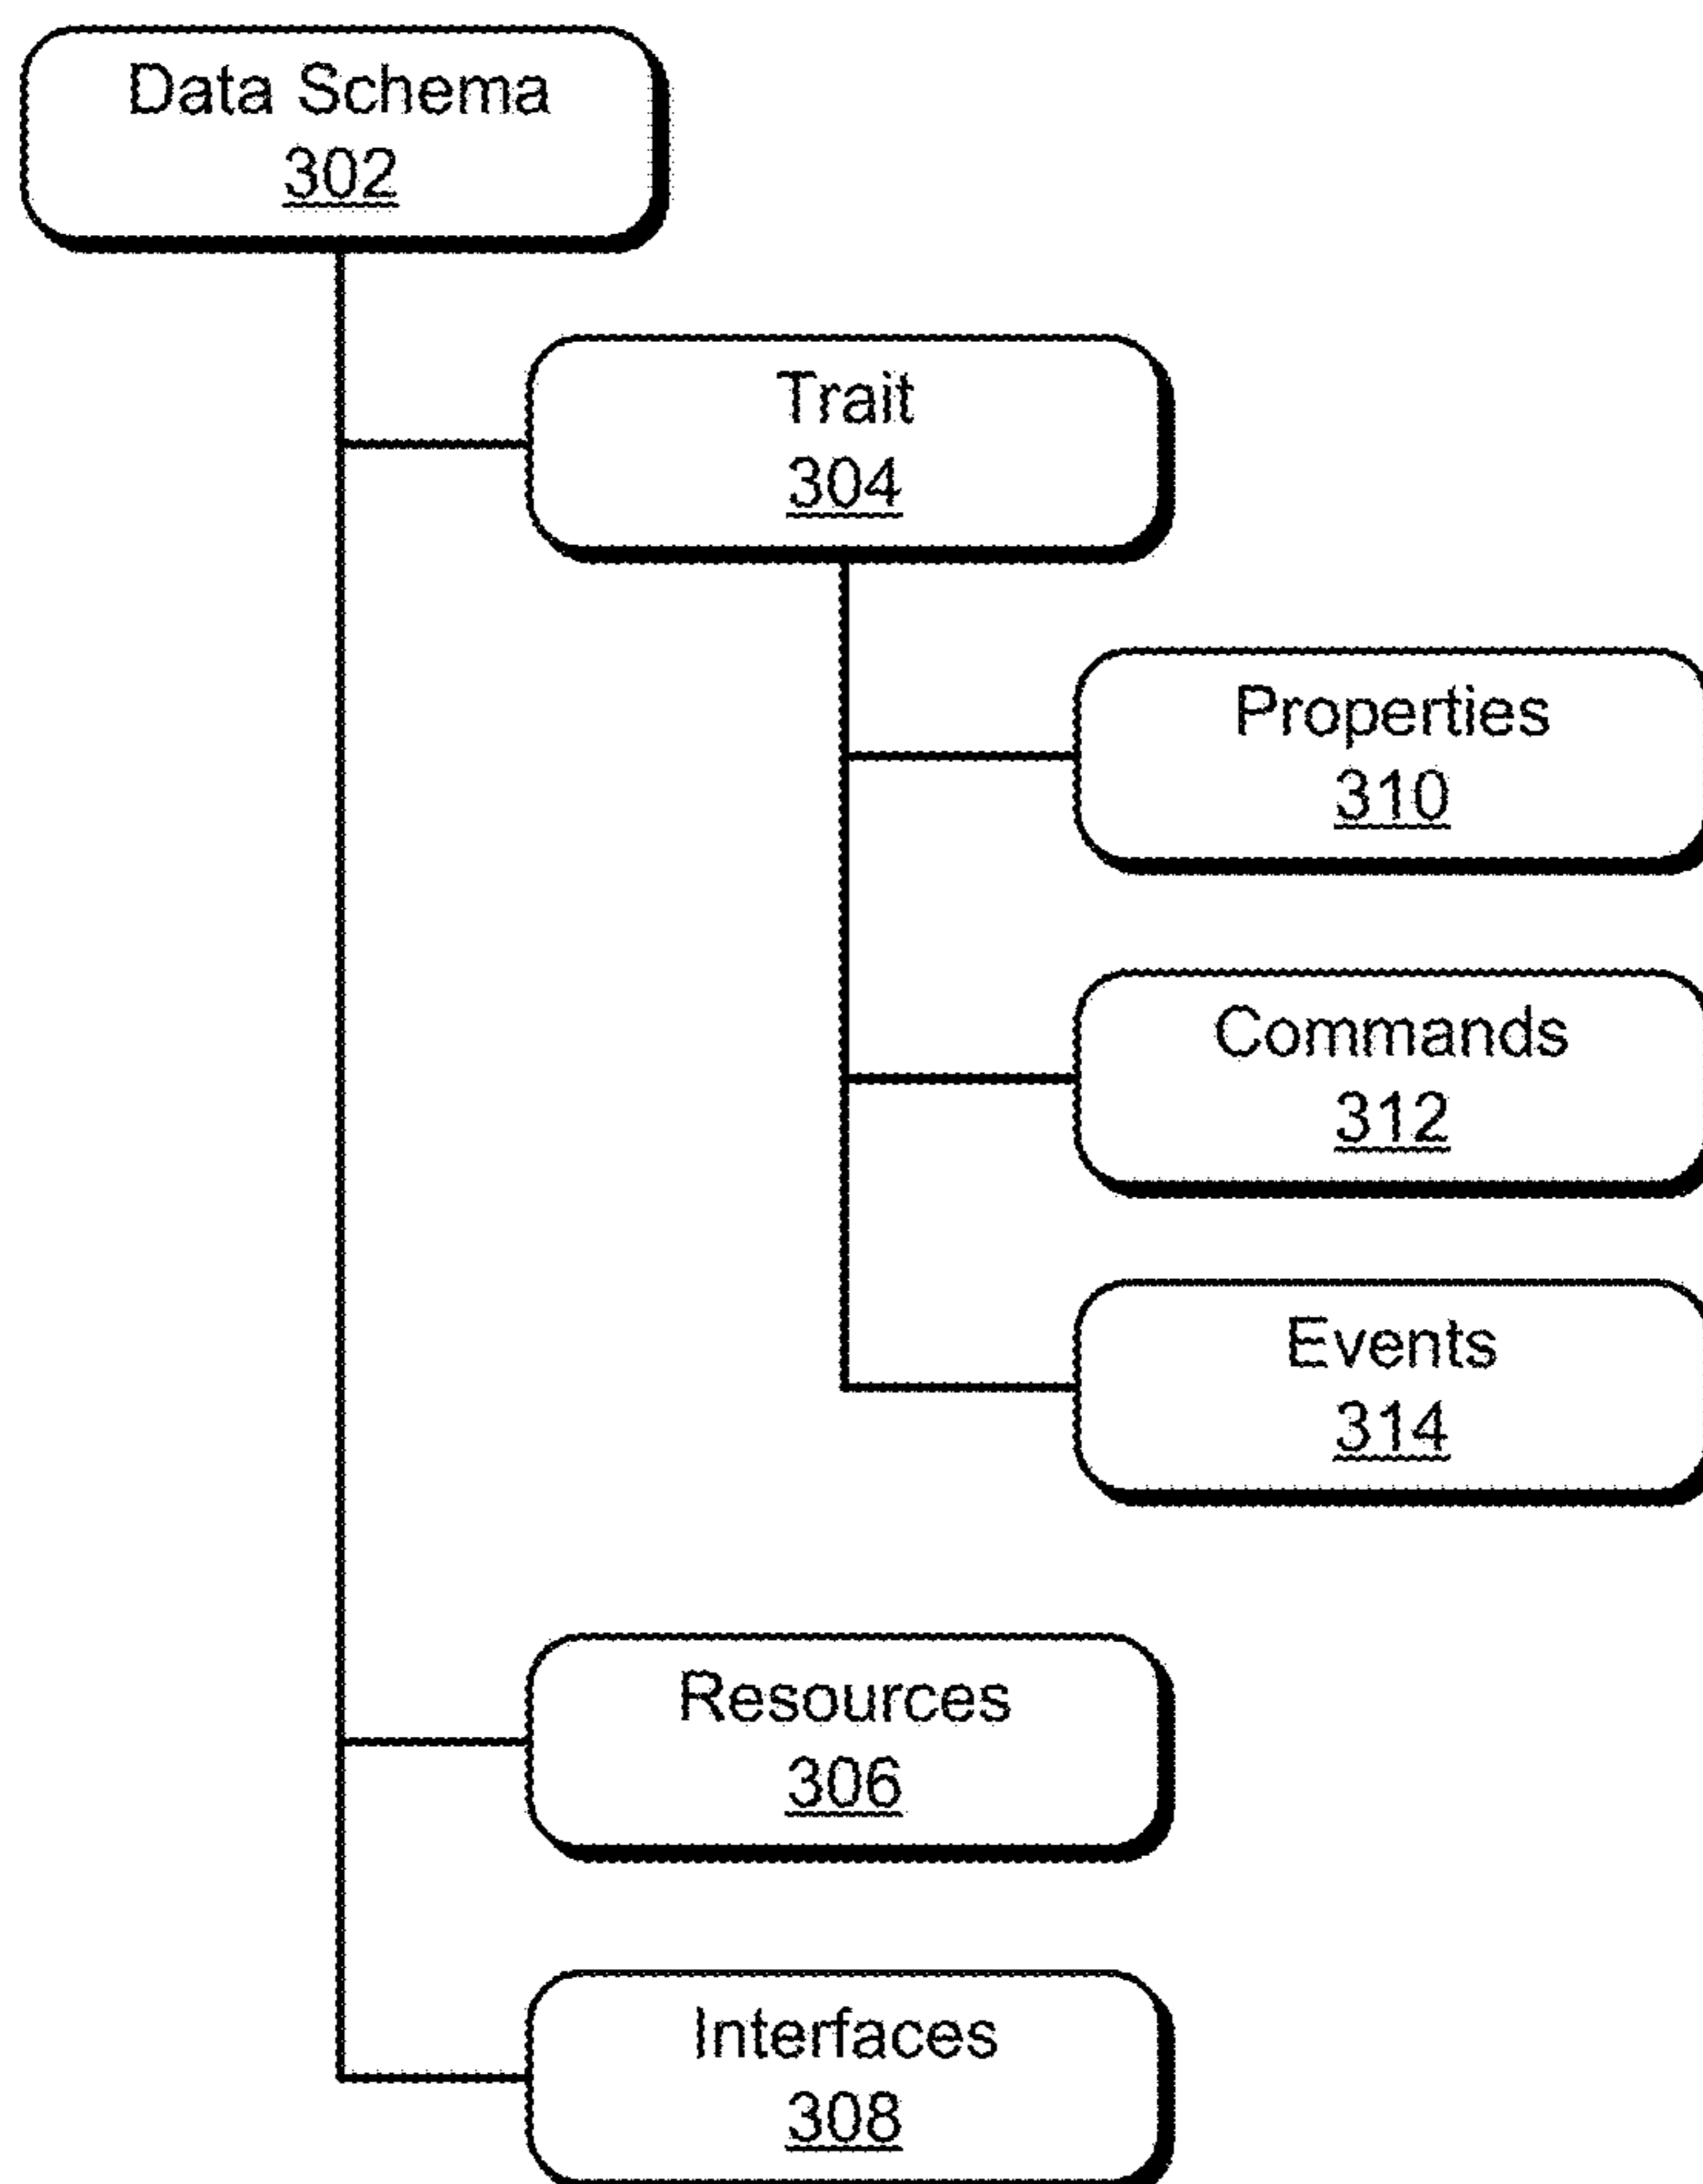 Data Schema
302
Trait
304
Properties
310
Commands
312
Events
314
Resources
306
Interfaces
308